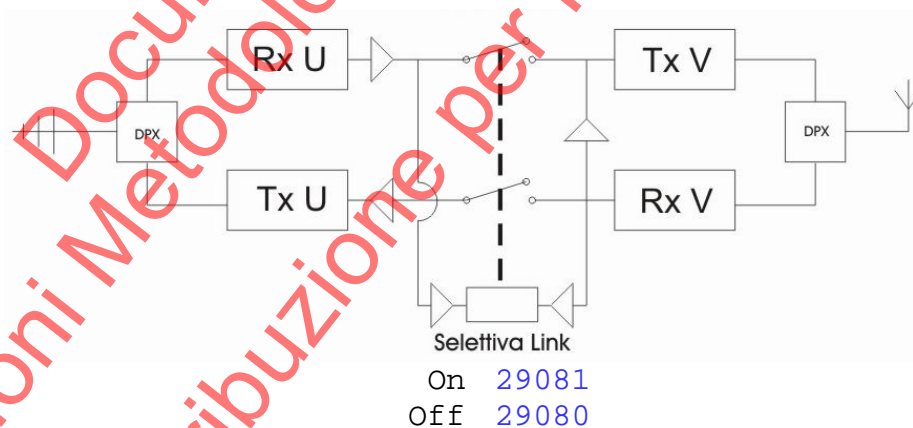 Rx U
Tx V
DPX
DPX
Tx U
Rx V
Selettiva Link
On 29081
Off 29080